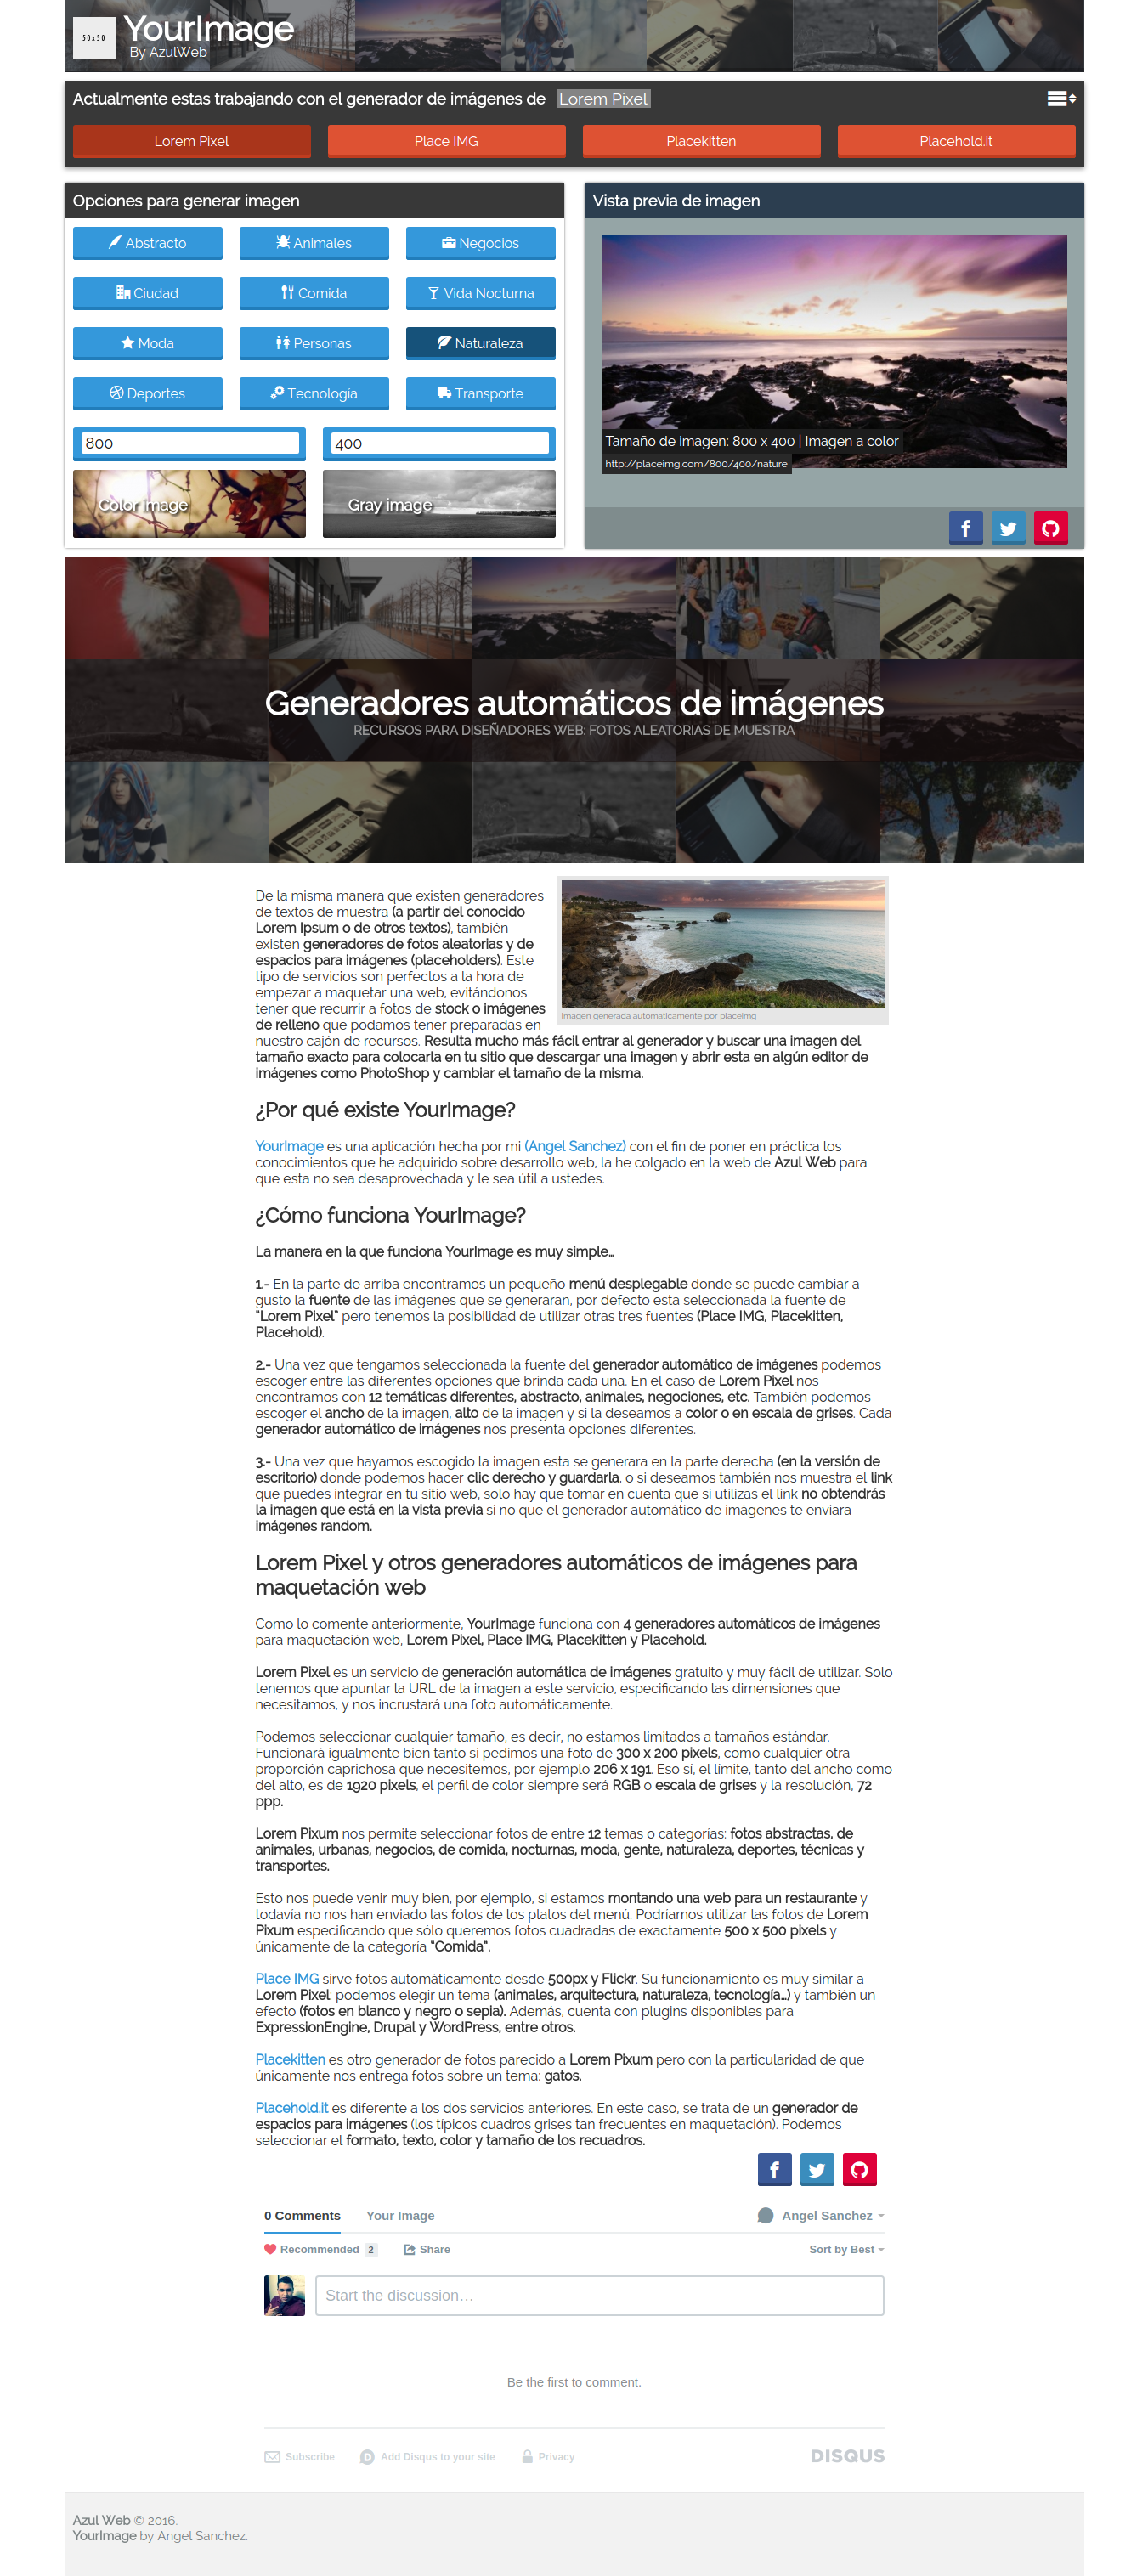 50x50
YourImage
By AzulWeb
Actualmente estas trabajando con el generador de imágenes de Lorem Pixel
Lorem Pixel
Place IMG
Placekitten
Placehold.it
Opciones para generar imagen
Abstracto
Animales
Negocios
Ciudad
Comida
Vida Nocturna
Moda
Personas
Naturaleza
Deportes
Tecnología
Transporte
800
400
Color image
Gray image
Vista previa de imagen
Tamaño de imagen: 800 x 400 | Imagen a color
http://placeimg.com/800/400/nature
Generadores automáticos de imágenes
RECURSOS PARA DISEÑADORES WEB: FOTOS ALEATORIAS DE MUESTRA
De la misma manera que existen generadores
de textos de muestra (a partir del conocido
Lorem Ipsum o de otros textos), también
existen generadores de fotos aleatorias y de
espacios para imágenes (placeholders). Este
tipo de servicios son perfectos a la hora de
empezar a maquetar una web, evitándonos
tener que recurrir a fotos de stock o imágenes
de relleno que podamos tener preparadas en
nuestro cajón de recursos. Resulta mucho más fácil entrar al generador y buscar una imagen del
tamaño exacto para colocarla en tu sitio que descargar una imagen y abrir esta en algún editor de
imágenes como PhotoShop y cambiar el tamaño de la misma.
Imagen generada automaticamente por placeimg
¿Por qué existe YourImage?
YourImage es una aplicación hecha por mi (Angel Sanchez) con el fin de poner en práctica los
conocimientos que he adquirido sobre desarrollo web, la he colgado en la web de Azul Web para
que esta no sea desaprovechada y le sea útil a ustedes.
¿Cómo funciona YourImage?
La manera en la que funciona YourImage es muy simple...
1.- En la parte de arriba encontramos un pequeño menú desplegable donde se puede cambiar a
gusto la fuente de las imágenes que se generaran, por defecto esta seleccionada la fuente de
"Lorem Pixel" pero tenemos la posibilidad de utilizar otras tres fuentes (Place IMG, Placekitten,
Placehold).
2.- Una vez que tengamos seleccionada la fuente del generador automático de imágenes podemos
escoger entre las diferentes opciones que brinda cada una. En el caso de Lorem Pixel nos
encontramos con 12 temáticas diferentes, abstracto, animales, negociones, etc. También podemos
escoger el ancho de la imagen, alto de la imagen y si la deseamos a color o en escala de grises. Cada
generador automático de imágenes nos presenta opciones diferentes.
3.- Una vez que hayamos escogido la imagen esta se generara en la parte derecha (en la versión de
escritorio) donde podemos hacer clic derecho y guardarla, o si deseamos también nos muestra el link
que puedes integrar en tu sitio web, solo hay que tomar en cuenta que si utilizas el link no obtendrás
la imagen que está en la vista previa si no que el generador automático de imágenes te enviara
imágenes random.
Lorem Pixel y otros generadores automáticos de imágenes para
maquetación web
Como lo comente anteriormente, YourImage funciona con 4 generadores automáticos de imágenes
para maquetación web, Lorem Pixel, Place IMG, Placekitten y Placehold.
Lorem Pixel es un servicio de generación automática de imágenes gratuito y muy fácil de utilizar. Solo
tenemos que apuntar la URL de la imagen a este servicio, especificando las dimensiones que
necesitamos, y nos incrustará una foto automáticamente.
Podemos seleccionar cualquier tamaño, es decir, no estamos limitados a tamaños estándar.
Funcionará igualmente bien tanto si pedimos una foto de 300 x 200 pixels, como cualquier otra
proporción caprichosa que necesitemos, por ejemplo 206 x 191. Eso sí, el límite, tanto del ancho como
del alto, es de 1920 pixels, el perfil de color siempre será RGB o escala de grises y la resolución, 72
ppp.
Lorem Pixum nos permite seleccionar fotos de entre 12 temas o categorías: fotos abstractas, de
animales, urbanas, negocios, de comida, nocturnas, moda, gente, naturaleza, deportes, técnicas y
transportes.
Esto nos puede venir muy bien, por ejemplo, si estamos montando una web para un restaurante y
todavía no nos han enviado las fotos de los platos del menú. Podríamos utilizar las fotos de Lorem
Pixum especificando que sólo queremos fotos cuadradas de exactamente 500 x 500 pixels y
únicamente de la categoría "Comida".
Place IMG sirve fotos automáticamente desde 500px y Flickr. Su funcionamiento es muy similar a
Lorem Pixel: podemos elegir un tema (animales, arquitectura, naturaleza, tecnología...) y también un
efecto (fotos en blanco y negro o sepia). Además, cuenta con plugins disponibles para
ExpressionEngine, Drupal y WordPress, entre otros.
Placekitten es otro generador de fotos parecido a Lorem Pixum pero con la particularidad de que
únicamente nos entrega fotos sobre un tema: gatos.
Placehold.it es diferente a los dos servicios anteriores. En este caso, se trata de un generador de
espacios para imágenes (los típicos cuadros grises tan frecuentes en maquetación). Podemos
seleccionar el formato, texto, color y tamaño de los recuadros.
0 Comments
Your Image
Angel Sanchez
Recommended 2
Share
Sort by Best
Start the discussion…
Be the first to comment.
Subscribe
Add Disqus to your site
Privacy
DISQUS
Azul Web © 2016.
YourImage by Angel Sanchez.